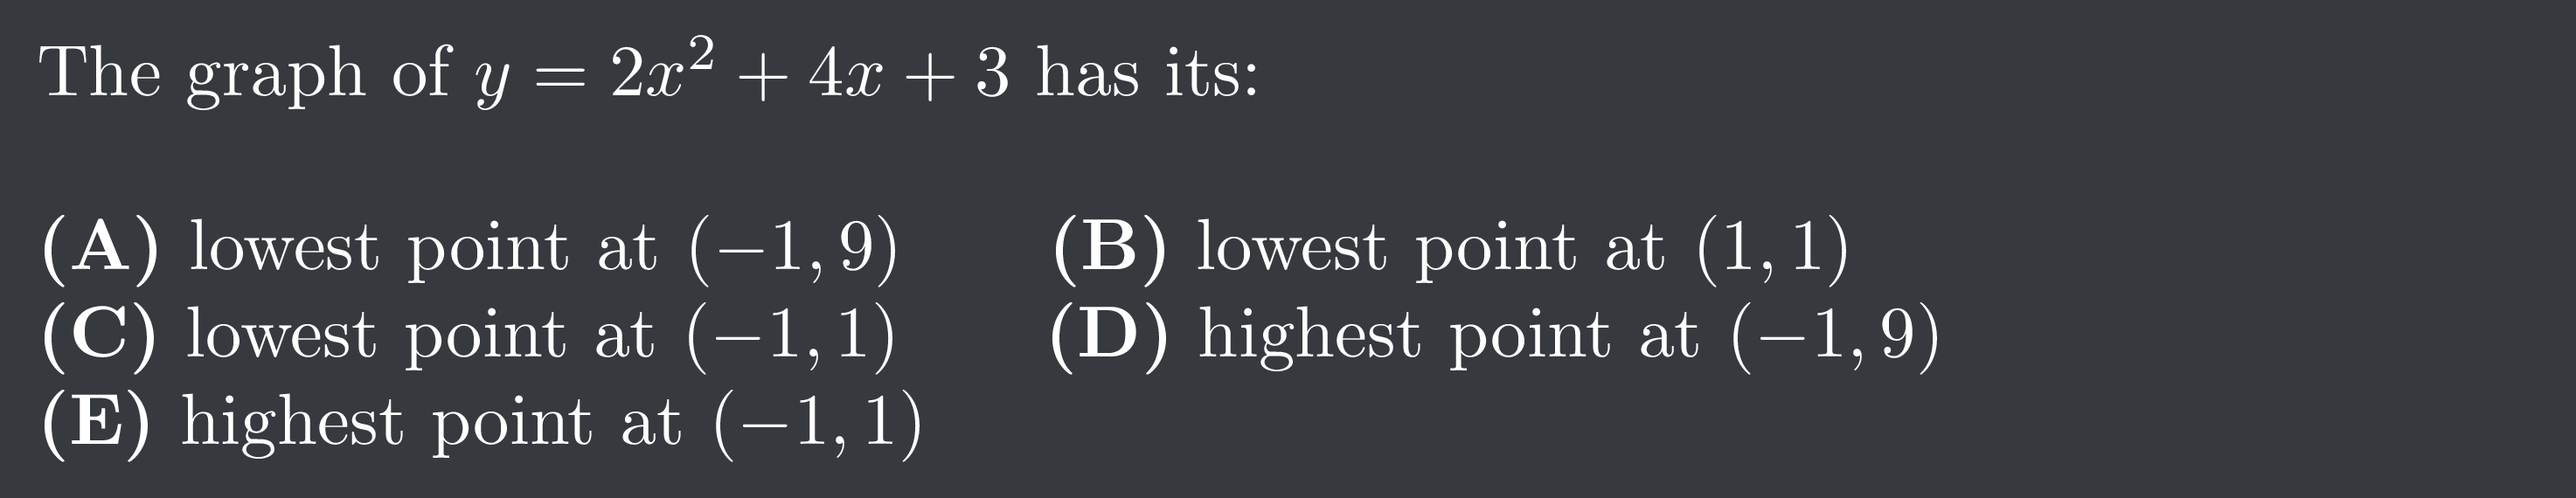 The graph of y = 2x² + 4x + 3 has its:
(A) lowest point at (−1, 9) (B) lowest point at (1, 1)
(C) lowest point at (−1, 1) (D) highest point at (−1, 9)
(E) highest point at (−1, 1)